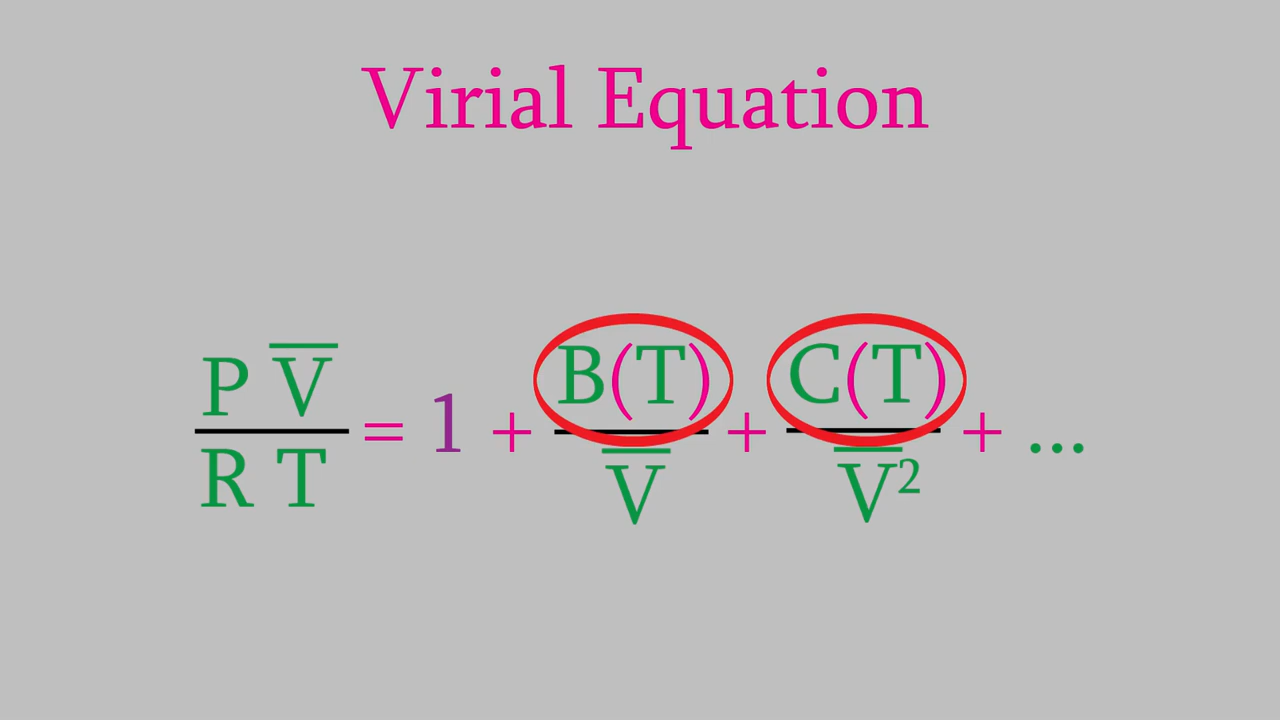 Virial Equation
P V̅ / R T = 1 + B(T) / V̅ + C(T) / V̅² + ...